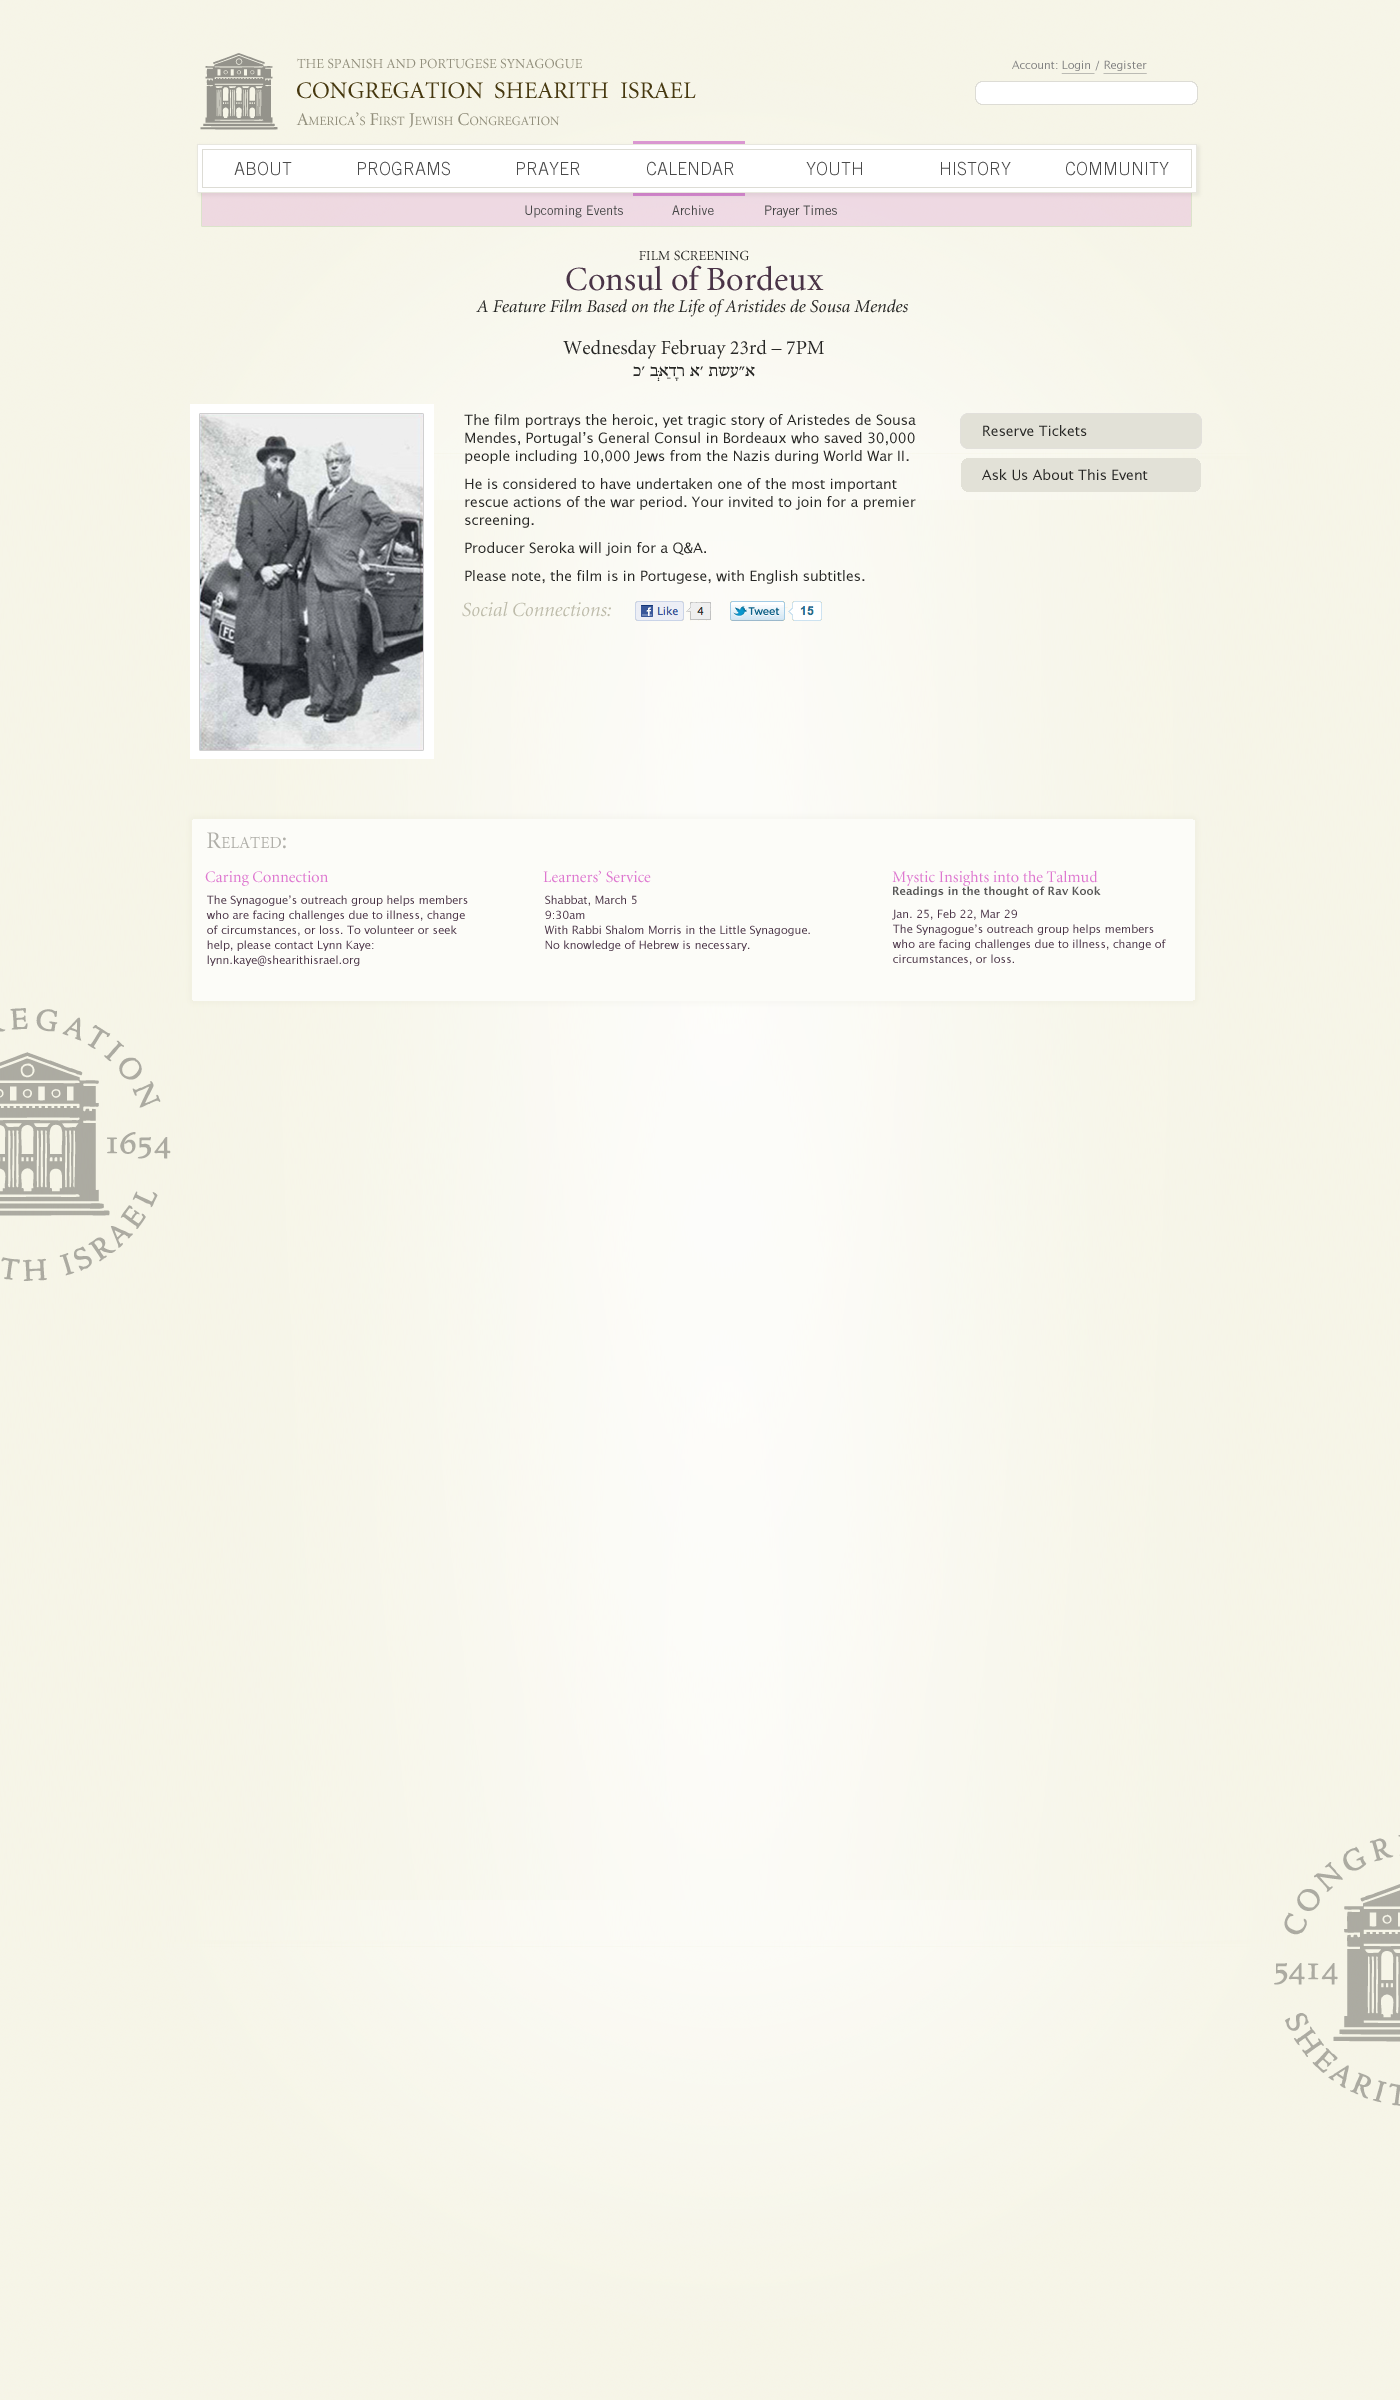 THE SPANISH AND PORTUGESE SYNAGOGUE
CONGREGATION SHEARITH ISRAEL
AMERICA'S FIRST JEWISH CONGREGATION
Account: Login / Register
ABOUT PROGRAMS PRAYER CALENDAR YOUTH HISTORY COMMUNITY
Upcoming Events Archive Prayer Times
FILM SCREENING
Consul of Bordeux
A Feature Film Based on the Life of Aristides de Sousa Mendes
Wednesday Februay 23rd – 7PM
א״עשת ׳א רדָאֲבְּ ׳כ
The film portrays the heroic, yet tragic story of Aristedes de Sousa
Mendes, Portugal's General Consul in Bordeaux who saved 30,000
people including 10,000 Jews from the Nazis during World War II.
He is considered to have undertaken one of the most important
rescue actions of the war period. Your invited to join for a premier
screening.
Producer Seroka will join for a Q&A.
Please note, the film is in Portugese, with English subtitles.
Social Connections: Like 4 Tweet 15
Reserve Tickets
Ask Us About This Event
FC
RELATED:
Caring Connection
The Synagogue's outreach group helps members
who are facing challenges due to illness, change
of circumstances, or loss. To volunteer or seek
help, please contact Lynn Kaye:
lynn.kaye@shearithisrael.org
Learners' Service
Shabbat, March 5
9:30am
With Rabbi Shalom Morris in the Little Synagogue.
No knowledge of Hebrew is necessary.
Mystic Insights into the Talmud
Readings in the thought of Rav Kook
Jan. 25, Feb 22, Mar 29
The Synagogue's outreach group helps members
who are facing challenges due to illness, change of
circumstances, or loss.
REGATION
1654
TH ISRAEL
CONGR
5414
SHEARIT